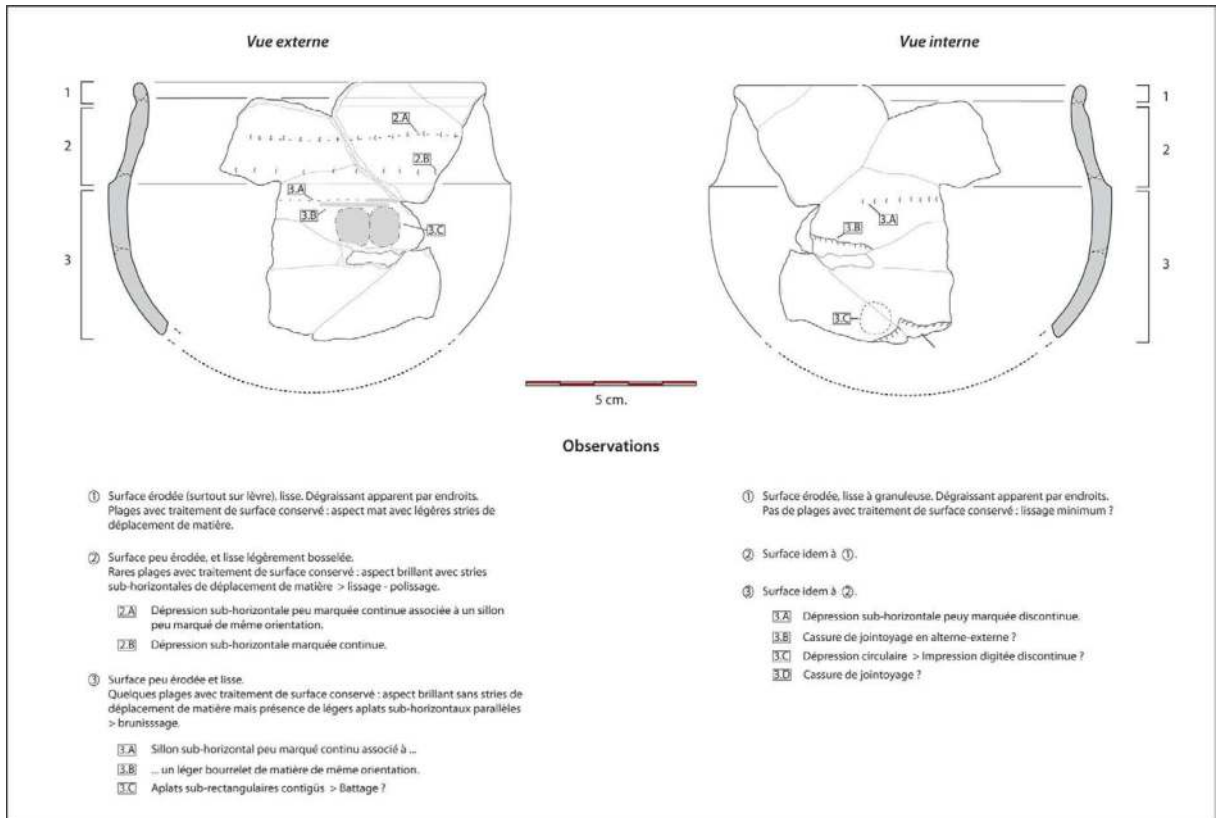 Vue externe
Vue interne
1
2
3
2.A
2.B
3.A
3.B
3.C
1
2
3
3.A
3.B
3.C
5 cm.
Observations
① Surface érodée (surtout sur lèvre), lisse. Dégraissant apparent par endroits.
Plages avec traitement de surface conservé : aspect mat avec légères stries de
déplacement de matière.
② Surface peu érodée, et lisse légèrement bosselée.
Rares plages avec traitement de surface conservé : aspect brillant avec stries
sub-horizontales de déplacement de matière > lissage - polissage.
2.A Dépression sub-horizontale peu marquée continue associée à un sillon
peu marqué de même orientation.
2.B Dépression sub-horizontale marquée continue.
③ Surface peu érodée et lisse.
Quelques plages avec traitement de surface conservé : aspect brillant sans stries de
déplacement de matière mais présence de légers aplats sub-horizontaux parallèles
> brunisssage.
3.A Sillon sub-horizontal peu marqué continu associé à ...
3.B ... un léger bourrelet de matière de même orientation.
3.C Aplats sub-rectangulaires contigüs > Battage ?
① Surface érodée, lisse à granuleuse. Dégraissant apparent par endroits.
Pas de plages avec traitement de surface conservé : lissage minimum ?
② Surface idem à ①.
③ Surface idem à ②.
3.A Dépression sub-horizontale peuy marquée discontinue.
3.B Cassure de jointoyage en alterne-externe ?
3.C Dépression circulaire > Impression digitée discontinue ?
3.D Cassure de jointoyage ?